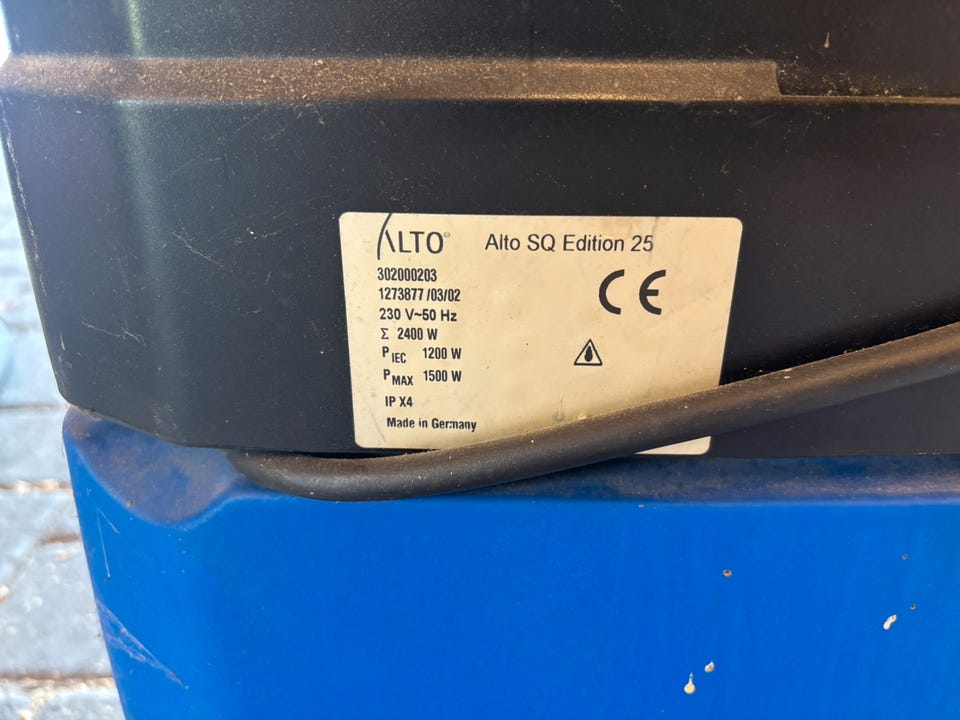 ALTO® Alto SQ Edition 25
302000203
1273877 /03/02
230 V~50 Hz
Σ 2400 W
P IEC 1200 W
P MAX 1500 W
IP X4
Made in Germany
CE